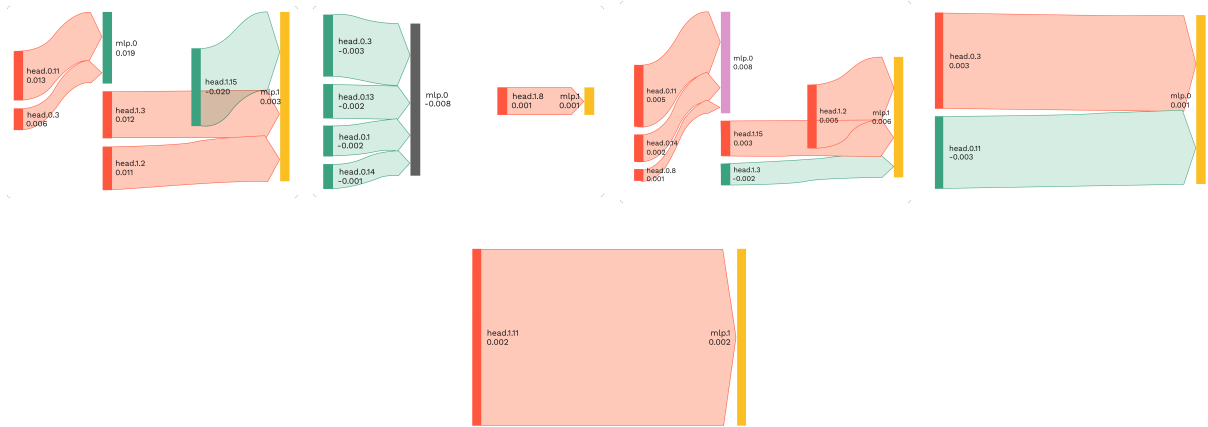 head.0.11
0.013
head.0.3
0.006
mlp.0
0.019
head.1.3
0.012
head.1.2
0.011
head.1.15
-0.020
mlp.1
0.003
head.0.3
-0.003
head.0.13
-0.002
head.0.1
-0.002
head.0.14
-0.001
mlp.0
-0.008
head.1.8
0.001
mlp.1
0.001
head.0.11
0.005
head.0.14
0.002
head.0.8
0.001
mlp.0
0.008
head.1.15
0.003
head.1.3
-0.002
head.1.2
0.005
mlp.1
0.006
head.0.3
0.003
head.0.11
-0.003
mlp.0
0.001
head.1.11
0.002
mlp.1
0.002